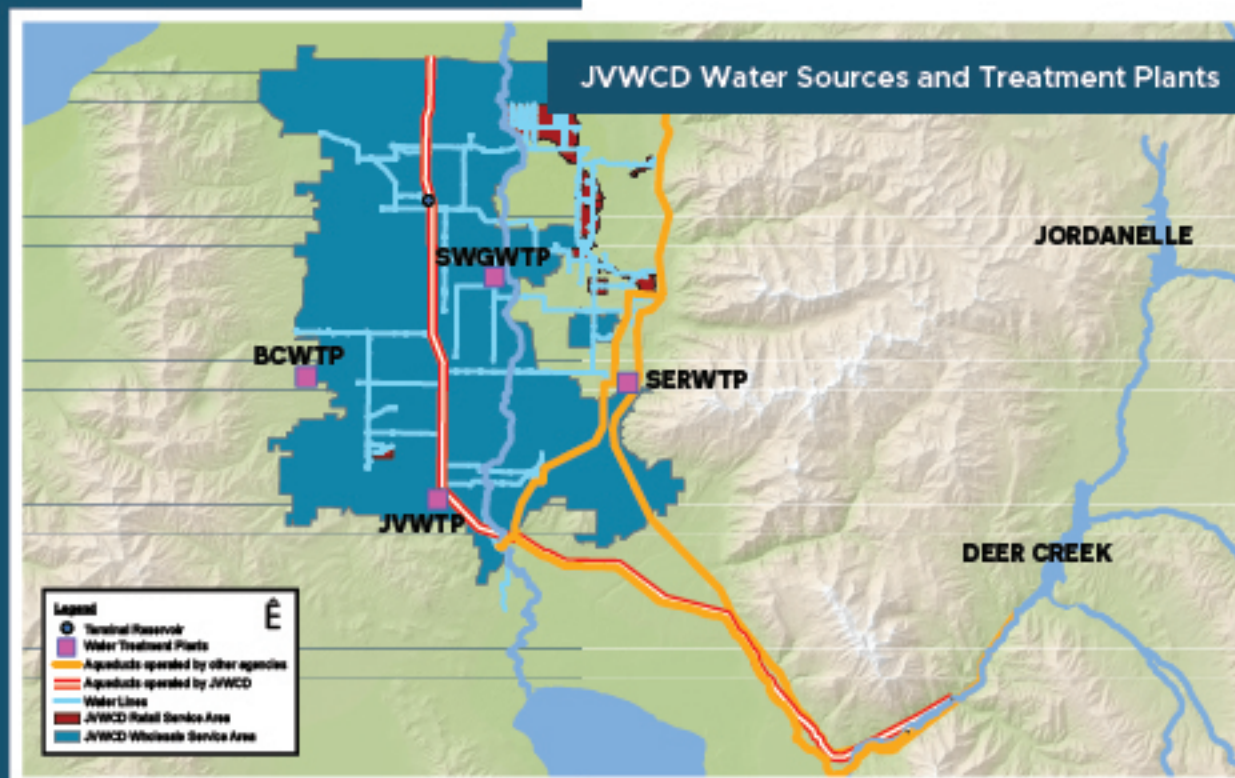 JVWCD Water Sources and Treatment Plants
JORDANELLE
SWGWTP
BCWTP
SERWTP
JVWTP
DEER CREEK
Legend
Ê
Terminal Reservoir
Water Treatment Plants
Aqueducts operated by other agencies
Aqueducts operated by JVWCD
Water Lines
JVWCD Retail Service Area
JVWCD Wholesale Service Area